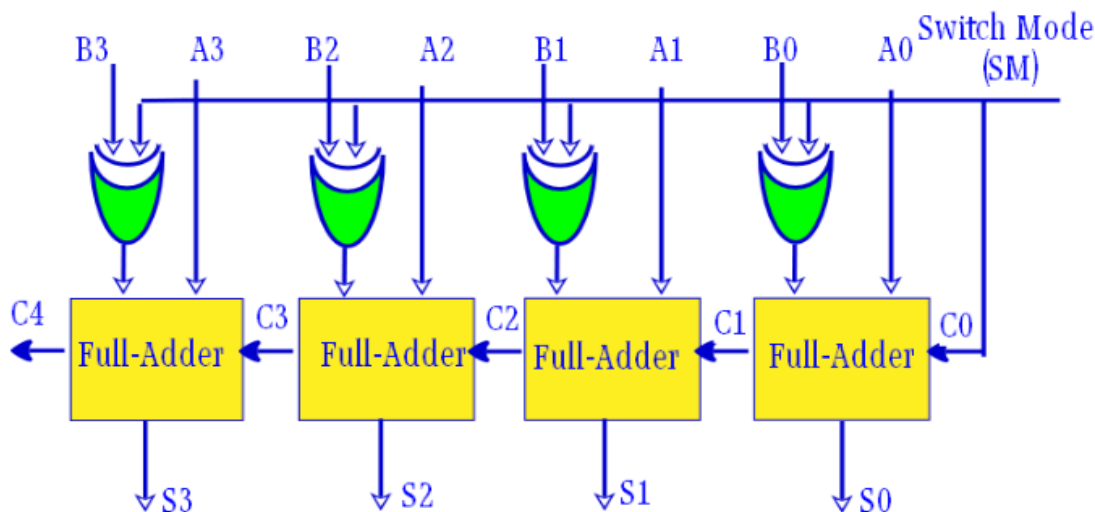 B3 A3 B2 A2 B1 A1 B0 A0 Switch Mode
(SM)
C4 Full-Adder C3 Full-Adder C2 Full-Adder C1 Full-Adder C0
S3 S2 S1 S0